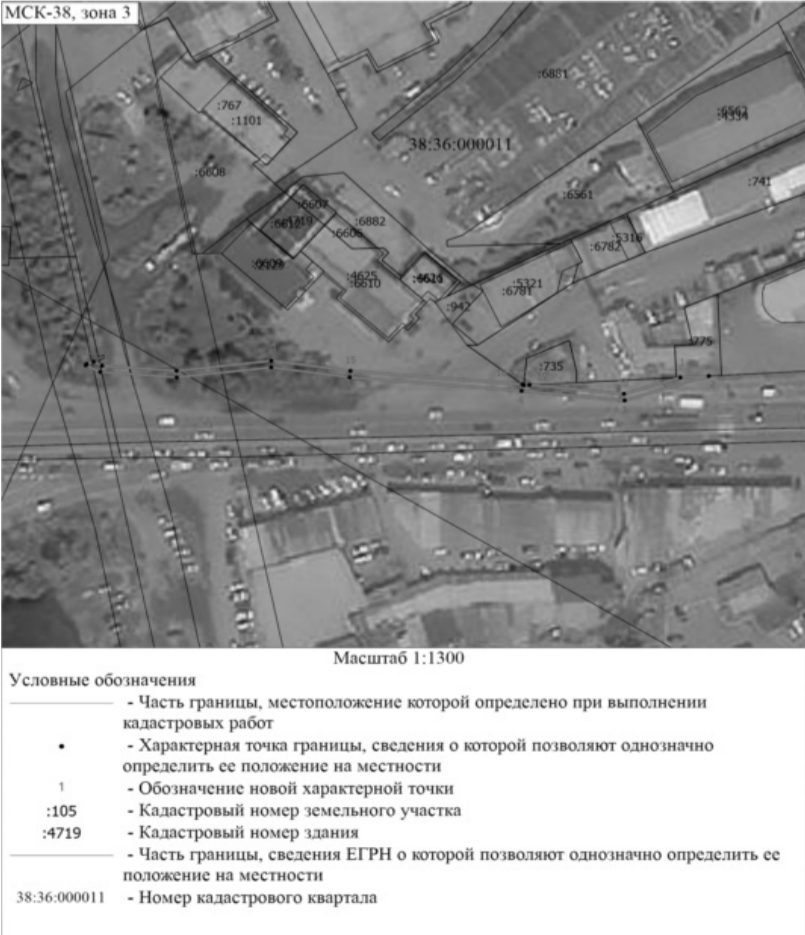 МСК-38, зона 3
:6881
:767
:1101
:4334
38:36:000011
:6608
:741
:6607
:6561
:4719
:6882
:6606
:5316
:6782
:4625
:6610
:5321
:6781
:942
:735
Масштаб 1:1300
Условные обозначения
- Часть границы, местоположение которой определено при выполнении
кадастровых работ
- Характерная точка границы, сведения о которой позволяют однозначно
определить ее положение на местности
1 - Обозначение новой характерной точки
:105 - Кадастровый номер земельного участка
:4719 - Кадастровый номер здания
- Часть границы, сведения ЕГРН о которой позволяют однозначно определить ее
положение на местности
38:36:000011 - Номер кадастрового квартала